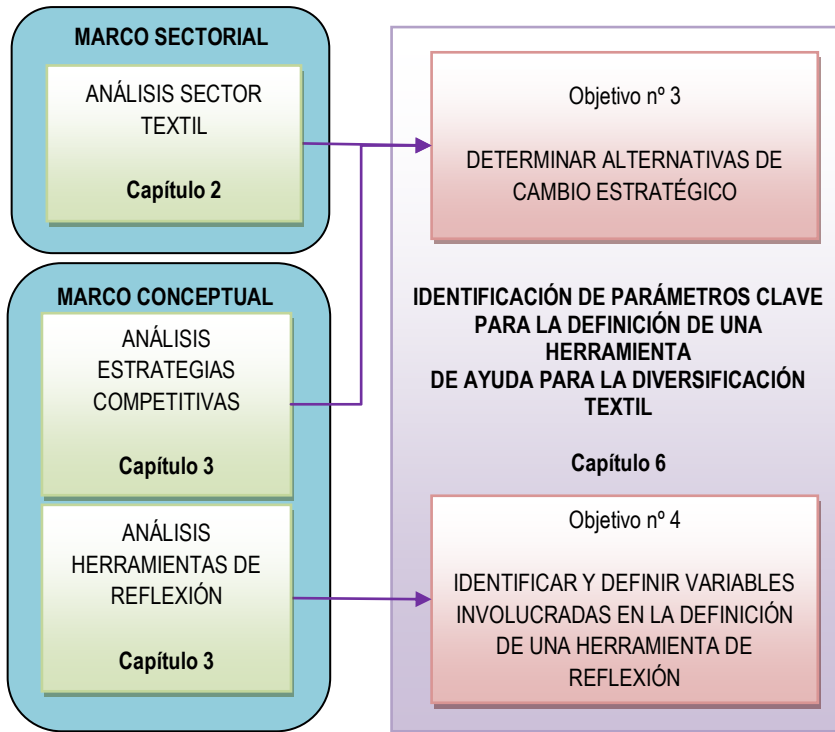 MARCO SECTORIAL
ANÁLISIS SECTOR
TEXTIL
Capítulo 2
MARCO CONCEPTUAL
ANÁLISIS
ESTRATEGIAS
COMPETITIVAS
Capítulo 3
ANÁLISIS
HERRAMIENTAS DE
REFLEXIÓN
Capítulo 3
Objetivo nº 3
DETERMINAR ALTERNATIVAS DE
CAMBIO ESTRATÉGICO
IDENTIFICACIÓN DE PARÁMETROS CLAVE
PARA LA DEFINICIÓN DE UNA
HERRAMIENTA
DE AYUDA PARA LA DIVERSIFICACIÓN
TEXTIL
Capítulo 6
Objetivo nº 4
IDENTIFICAR Y DEFINIR VARIABLES
INVOLUCRADAS EN LA DEFINICIÓN
DE UNA HERRAMIENTA DE
REFLEXIÓN